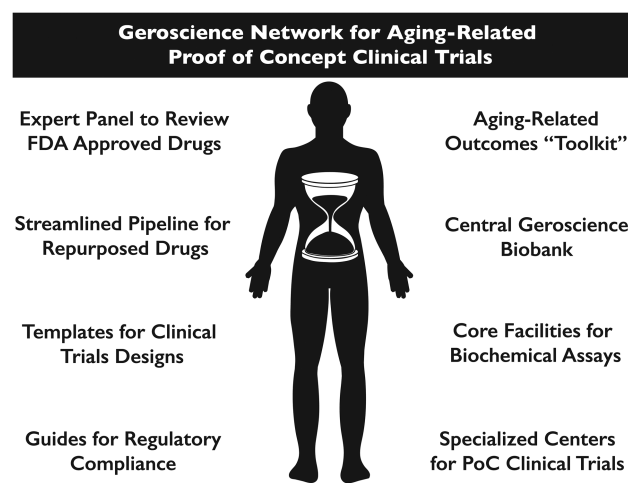 Geroscience Network for Aging-Related
Proof of Concept Clinical Trials
Expert Panel to Review
FDA Approved Drugs
Aging-Related
Outcomes “Toolkit”
Streamlined Pipeline for
Repurposed Drugs
Central Geroscience
Biobank
Templates for Clinical
Trials Designs
Core Facilities for
Biochemical Assays
Guides for Regulatory
Compliance
Specialized Centers
for PoC Clinical Trials